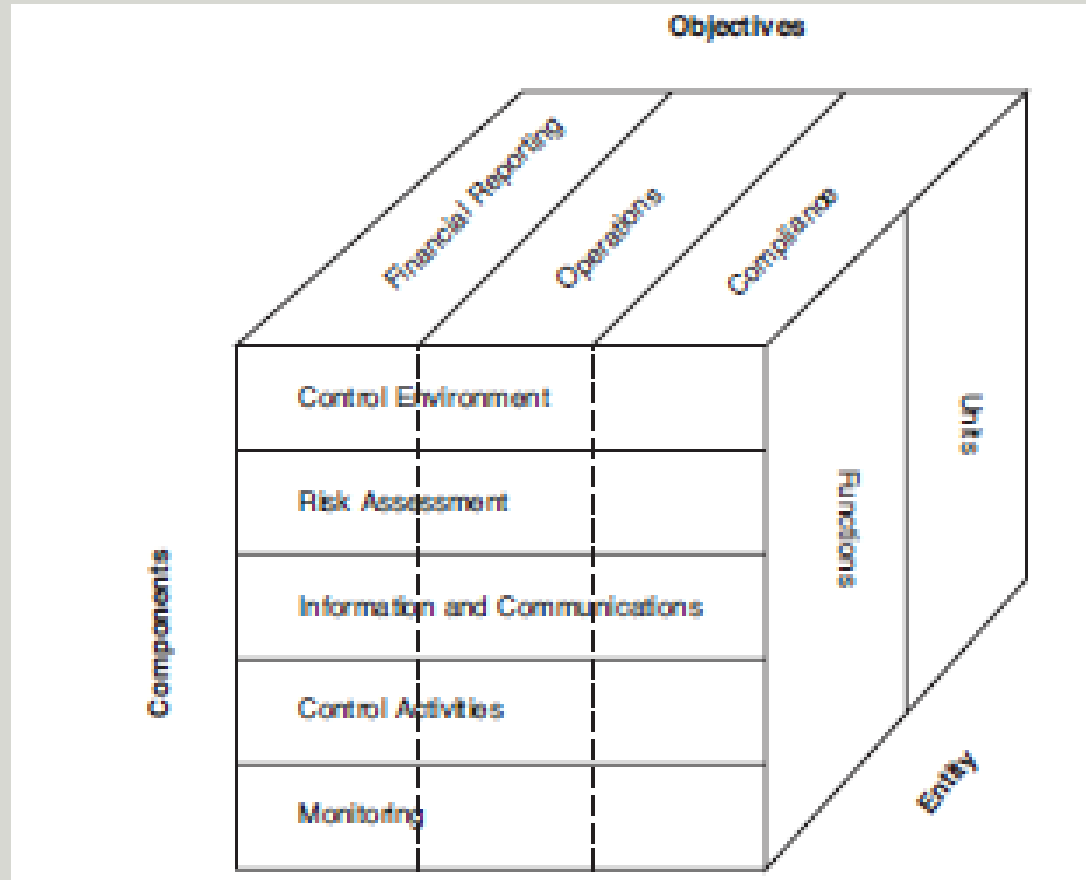 Objectives
Financial Reporting
Operations
Compliance
Control Environment
Risk Assessment
Information and Communications
Control Activities
Monitoring
Components
Functions
Units
Entity